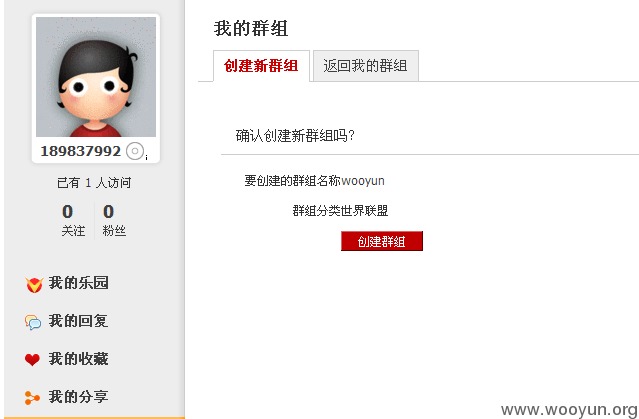 189837992
已有 1 人访问
0 0
关注 粉丝
我的乐园
我的回复
我的收藏
我的分享
我的群组
创建新群组 返回我的群组
确认创建新群组吗?
要创建的群组名称wooyun
群组分类世界联盟
创建群组
www.wooyun.org